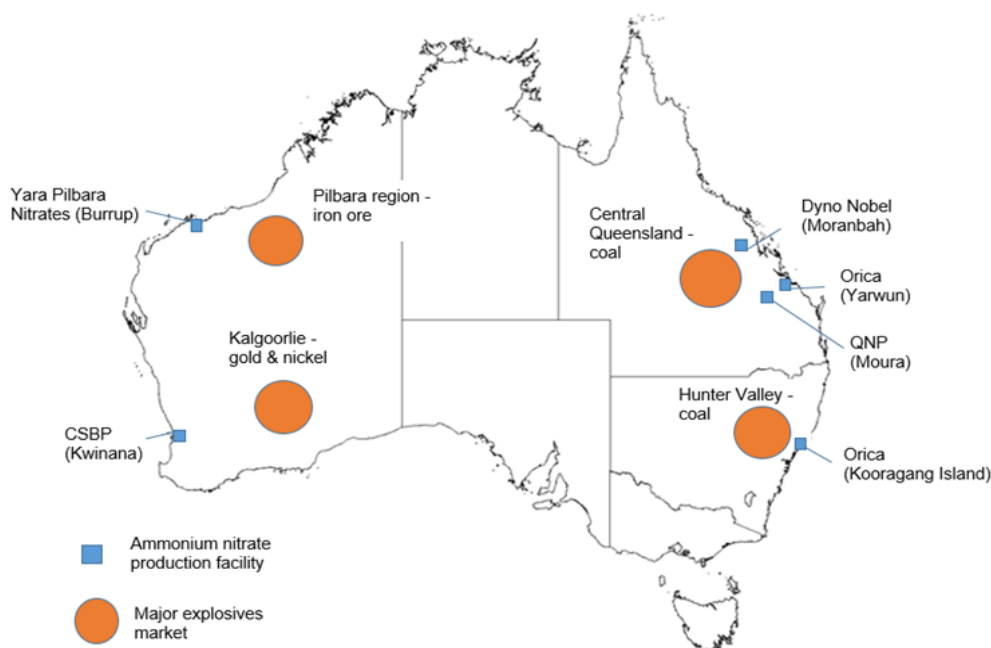 Yara Pilbara
Nitrates (Burrup)
Pilbara region -
iron ore
Central
Queensland -
coal
Dyno Nobel
(Moranbah)
Orica
(Yarwun)
QNP
(Moura)
Kalgoorlie -
gold & nickel
Hunter Valley -
coal
CSBP
(Kwinana)
Orica
(Kooragang Island)
Ammonium nitrate
production facility
Major explosives
market